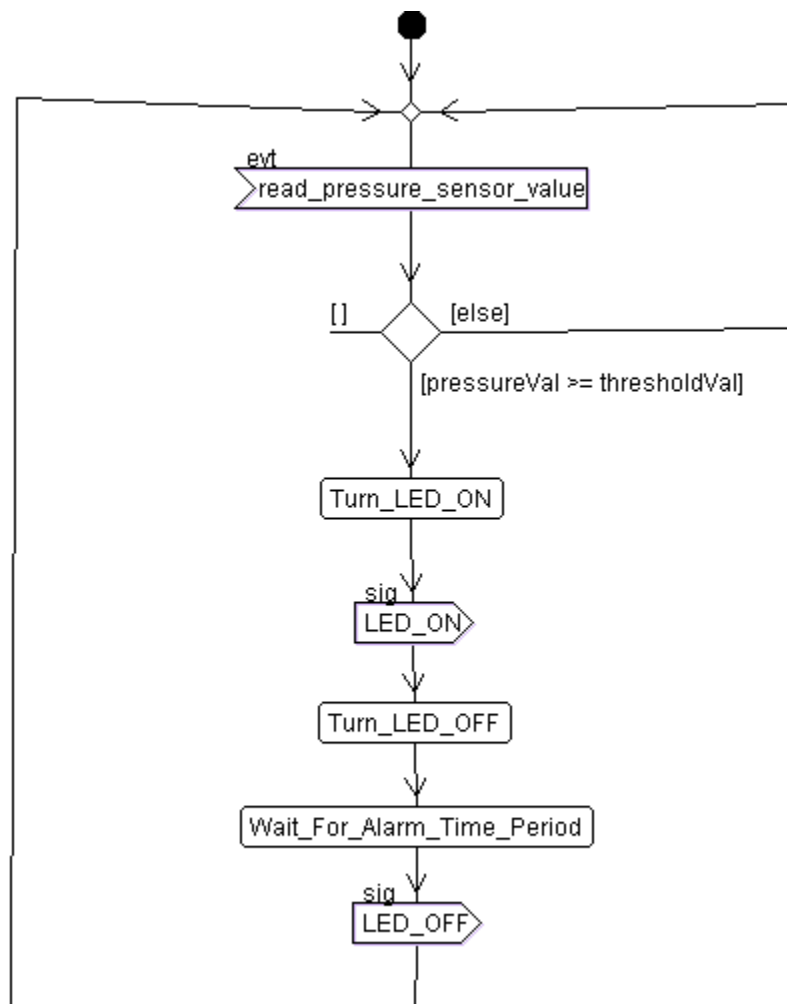 evt
read_pressure_sensor_value
[ ]
[else]
[pressureVal >= thresholdVal]
Turn_LED_ON
sig
LED_ON
Turn_LED_OFF
Wait_For_Alarm_Time_Period
sig
LED_OFF